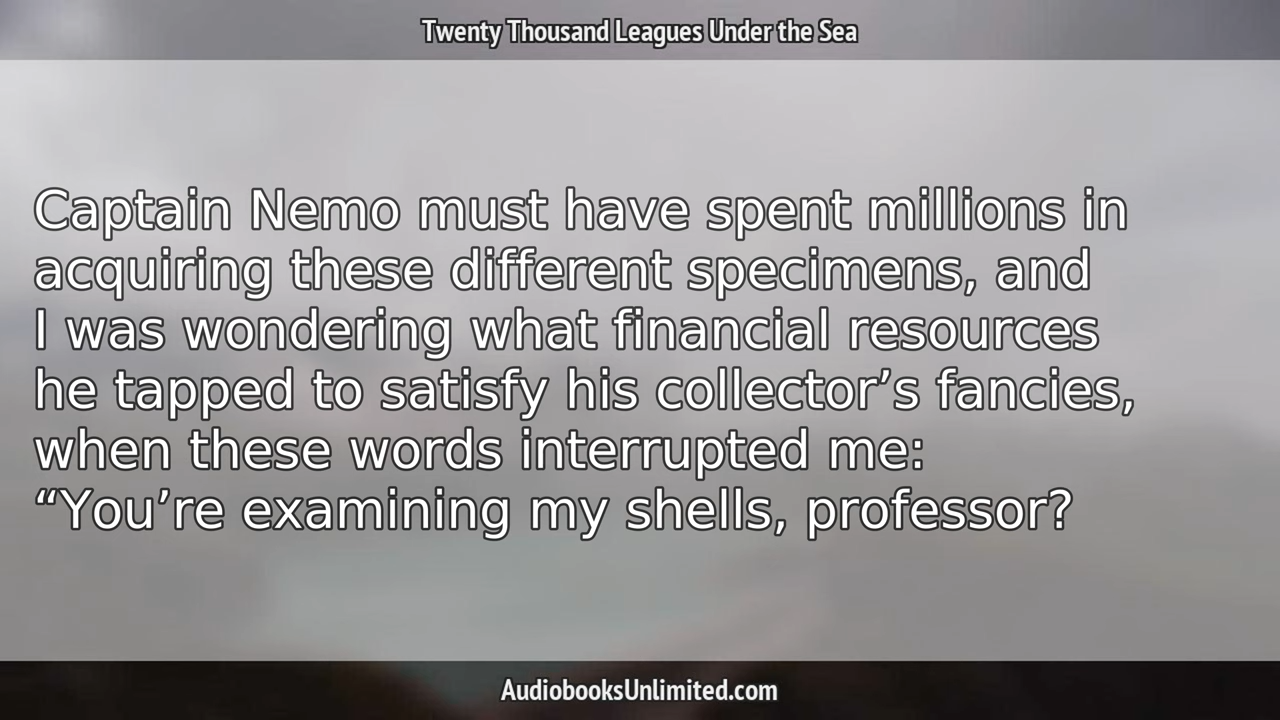 Twenty Thousand Leagues Under the Sea
Captain Nemo must have spent millions in
acquiring these different specimens, and
I was wondering what financial resources
he tapped to satisfy his collector’s fancies,
when these words interrupted me:
“You’re examining my shells, professor?
AudiobooksUnlimited.com